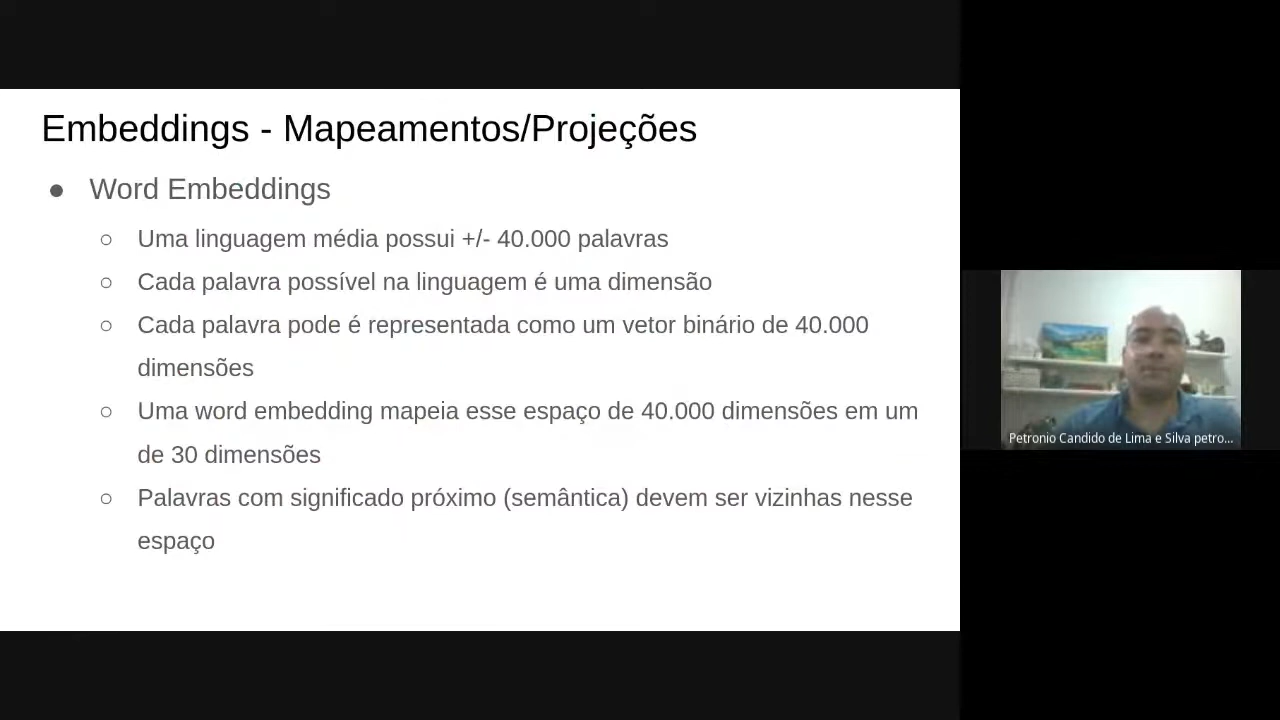 Embeddings - Mapeamentos/Projeções
● Word Embeddings
○ Uma linguagem média possui +/- 40.000 palavras
○ Cada palavra possível na linguagem é uma dimensão
○ Cada palavra pode é representada como um vetor binário de 40.000
dimensões
○ Uma word embedding mapeia esse espaço de 40.000 dimensões em um
de 30 dimensões
○ Palavras com significado próximo (semântica) devem ser vizinhas nesse
espaço
Petronio Candido de Lima e Silva petro...